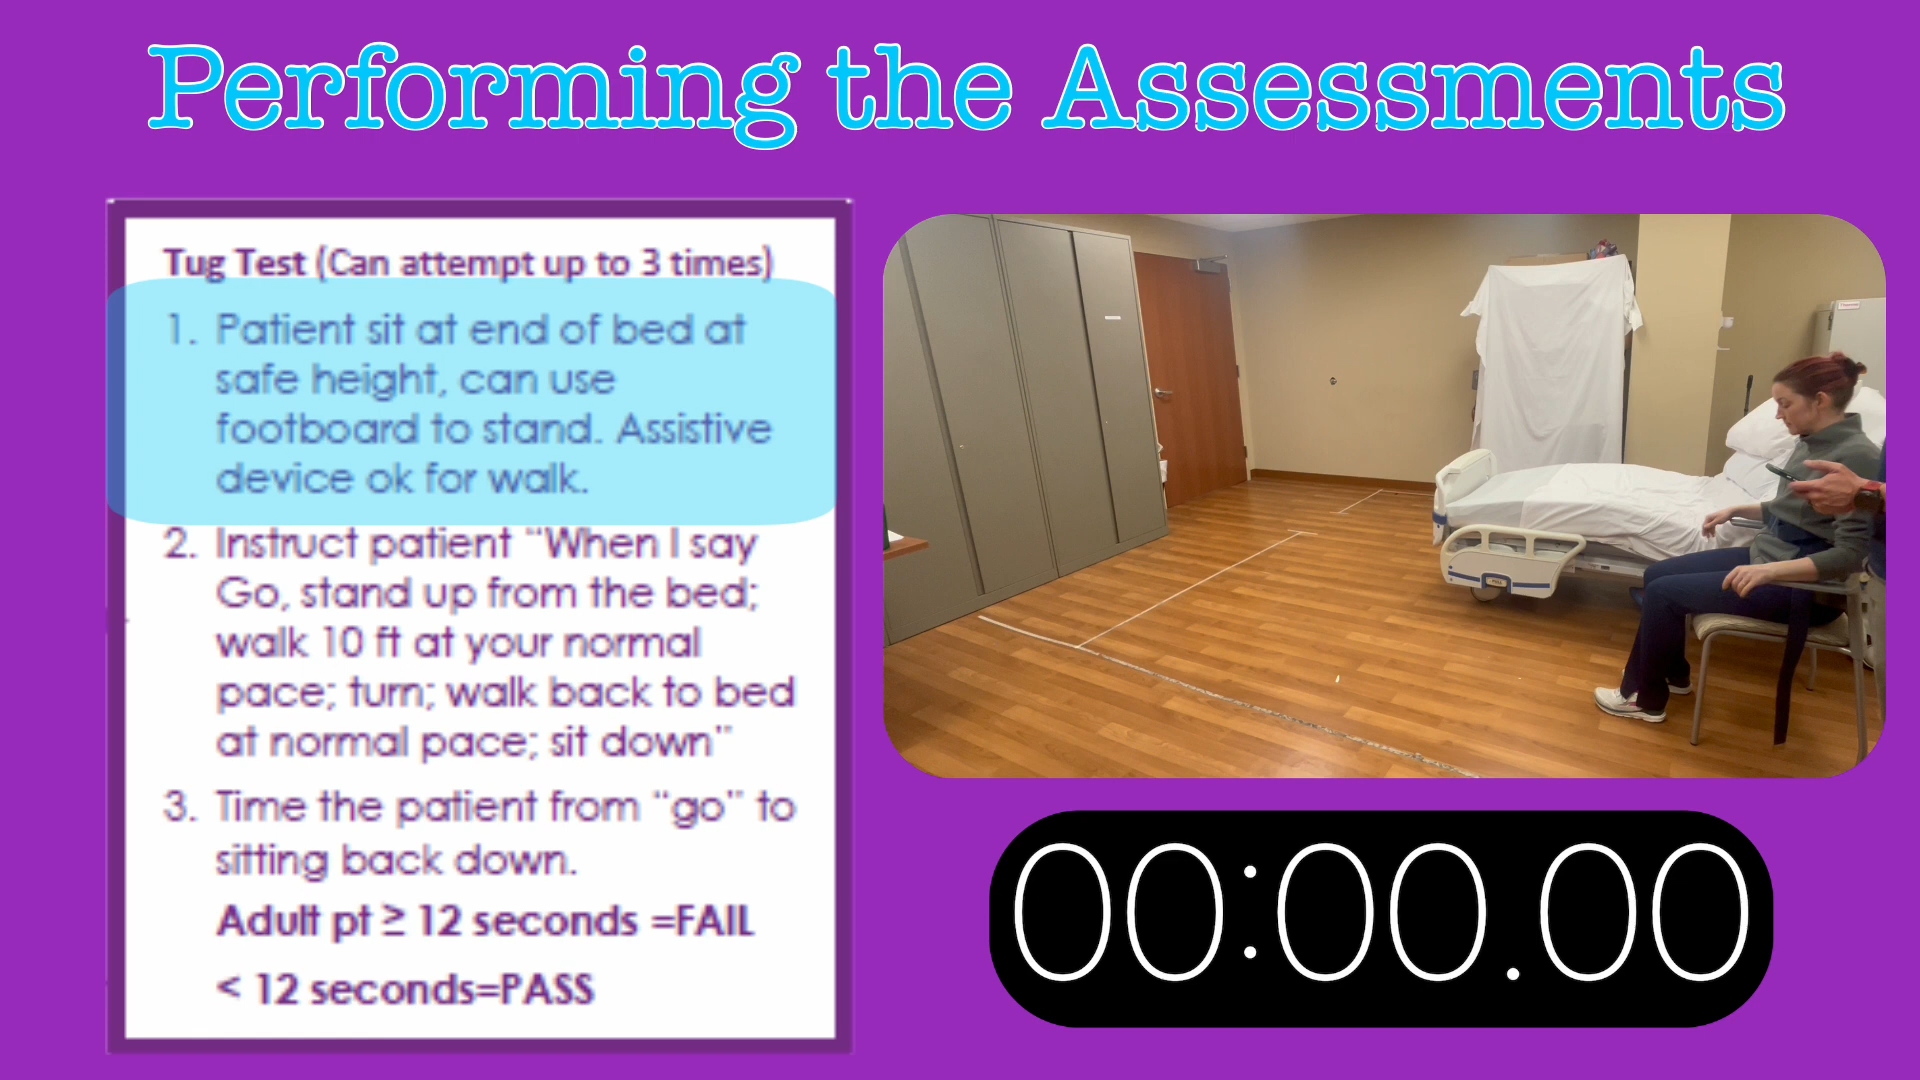 Performing the Assessments
Tug Test (Can attempt up to 3 times)
1. Patient sit at end of bed at
safe height, can use
footboard to stand. Assistive
device ok for walk.
2. Instruct patient “When I say
Go, stand up from the bed;
walk 10 ft at your normal
pace; turn; walk back to bed
at normal pace; sit down”
3. Time the patient from “go” to
sitting back down.
Adult pt ≥ 12 seconds =FAIL
< 12 seconds=PASS
00:00.00